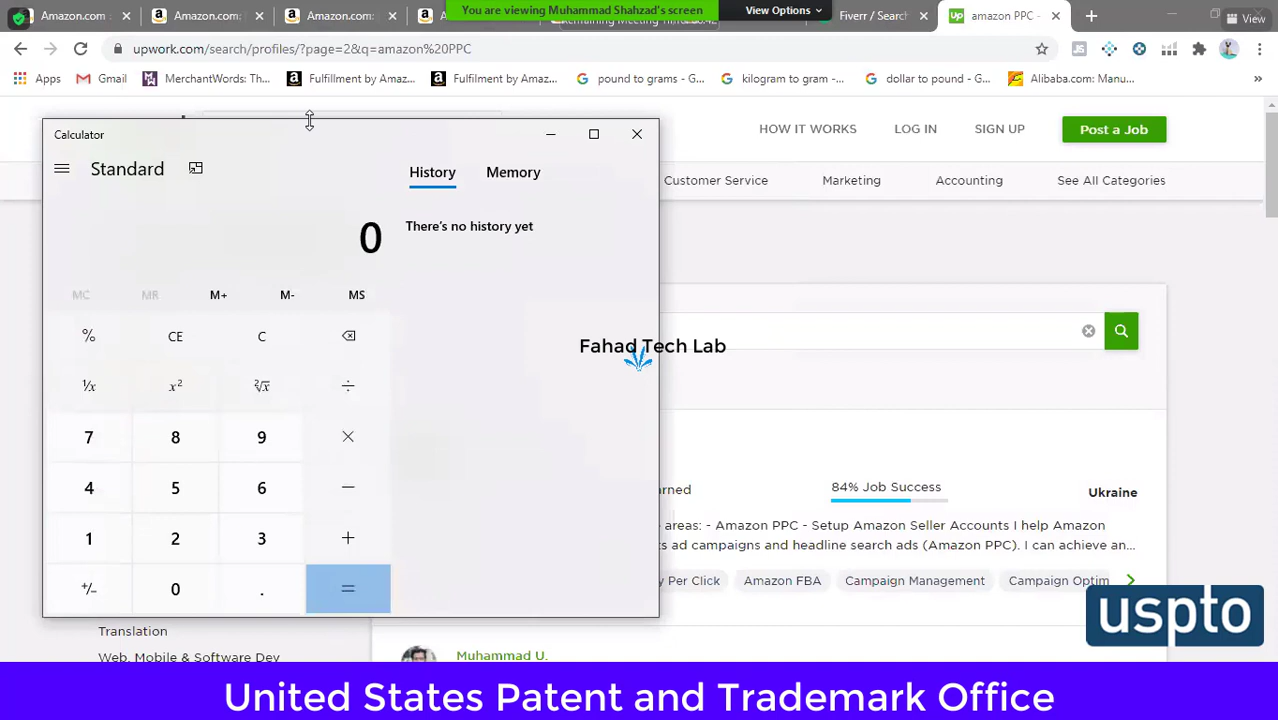 Amazon.com
Amazon.com:
Amazon.com:
You are viewing Muhammad Shahzad's screen
View Options
Remaining Meeting
Fiverr / Search
amazon PPC -
View
upwork.com/search/profiles/?page=2&q=amazon%20PPC
Apps
Gmail
MerchantWords: Th...
Fulfillment by Amaz...
Fulfilment by Amaz...
pound to grams - G...
kilogram to gram -...
dollar to pound - G...
Alibaba.com: Manu...
HOW IT WORKS
LOG IN
SIGN UP
Post a Job
Customer Service
Marketing
Accounting
See All Categories
Calculator
Standard
History
Memory
0
There's no history yet
MC MR M+ M- MS
% CE C
1/x x² ²√x ÷
7 8 9 ×
4 5 6 −
1 2 3 +
+/− 0 . =
Fahad Tech Lab
84% Job Success
Ukraine
areas: - Amazon PPC - Setup Amazon Seller Accounts I help Amazon
ad campaigns and headline search ads (Amazon PPC). I can achieve an...
Per Click
Amazon FBA
Campaign Management
Campaign Optim
Translation
Web, Mobile & Software Dev
Muhammad U.
uspto
United States Patent and Trademark Office